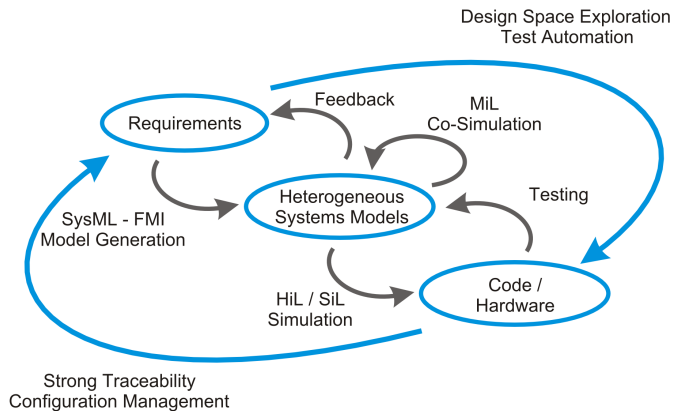 Design Space Exploration
Test Automation
Feedback
MiL
Co-Simulation
Requirements
Heterogeneous
Systems Models
Testing
SysML - FMI
Model Generation
HiL / SiL
Simulation
Code /
Hardware
Strong Traceability
Configuration Management